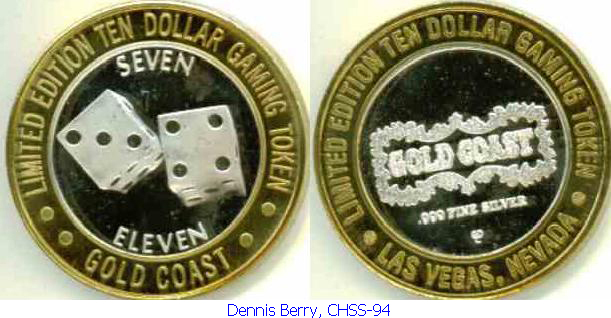 LIMITED EDITION TEN DOLLAR GAMING TOKEN
SEVEN
ELEVEN
GOLD COAST
LIMITED EDITION TEN DOLLAR GAMING TOKEN
GOLD COAST
.999 FINE SILVER
LAS VEGAS, NEVADA
Dennis Berry, CHSS-94